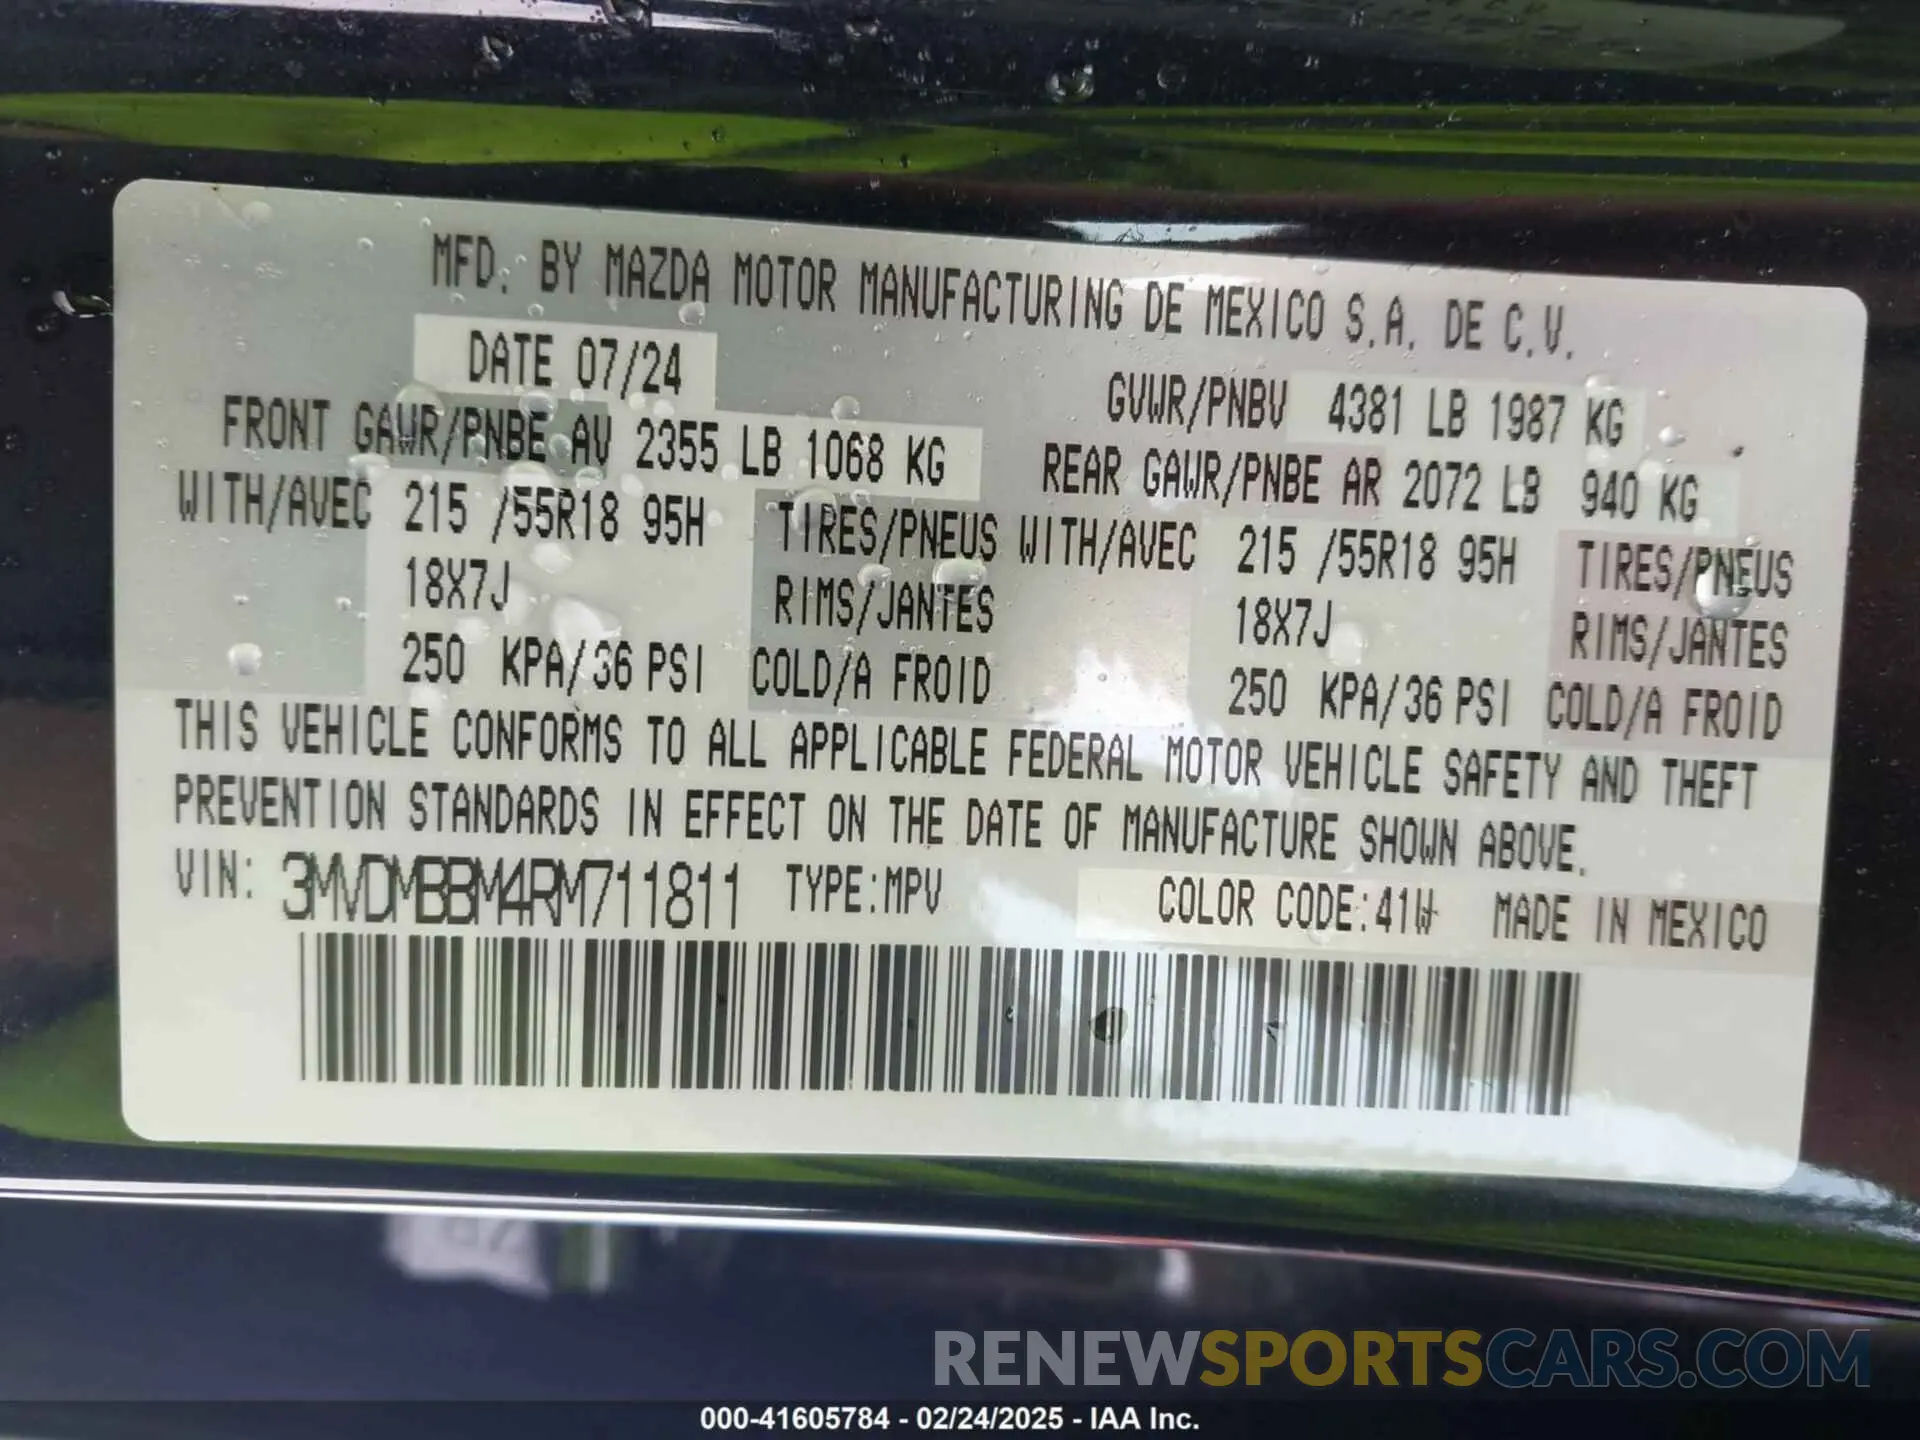 MFD. BY MAZDA MOTOR MANUFACTURING DE MEXICO S.A. DE C.V.
DATE 07/24 GVWR/PNBV 4381 LB 1987 KG
FRONT GAWR/PNBE AV 2355 LB 1068 KG REAR GAWR/PNBE AR 2072 LB 940 KG
WITH/AVEC 215 /55R18 95H TIRES/PNEUS WITH/AVEC 215 /55R18 95H TIRES/PNEUS
18X7J RIMS/JANTES 18X7J RIMS/JANTES
250 KPA/36 PSI COLD/A FROID 250 KPA/36 PSI COLD/A FROID
THIS VEHICLE CONFORMS TO ALL APPLICABLE FEDERAL MOTOR VEHICLE SAFETY AND THEFT
PREVENTION STANDARDS IN EFFECT ON THE DATE OF MANUFACTURE SHOWN ABOVE.
VIN: 3MVDMBBM4RM711811 TYPE:MPV COLOR CODE:41W MADE IN MEXICO
RENEWSPORTSCARS.COM
000-41605784 - 02/24/2025 - IAA Inc.